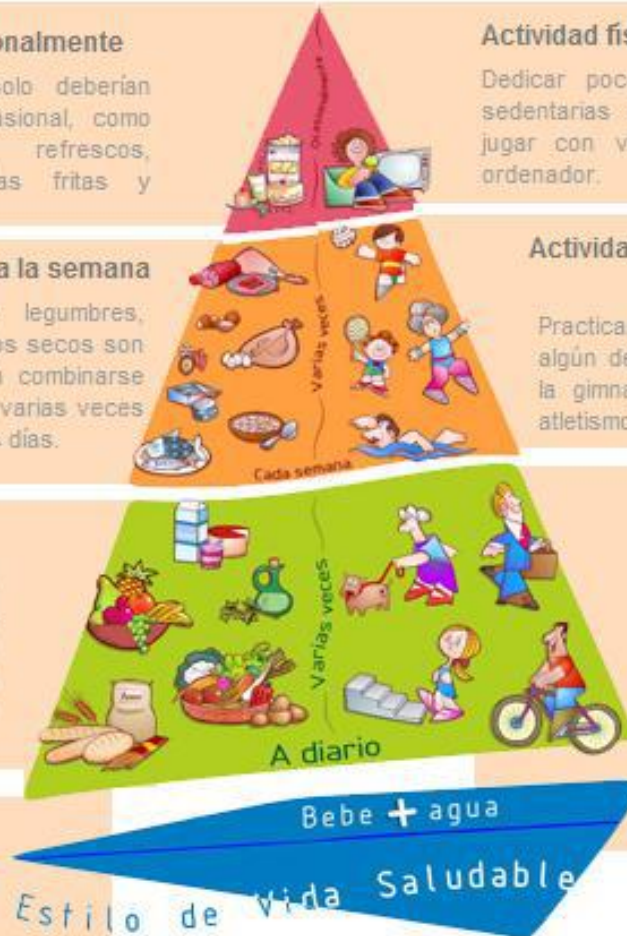 onalmente
olo deberían
asional, como
refrescos,
as fritas y
Actividad fís
Dedicar poc
sedentarias
jugar con v
ordenador.
Ocasionalmente
a la semana
legumbres,
os secos son
combinarse
varias veces
s días.
Activida
Practica
algún de
la gimna
atletismo
Varias veces
Cada semana
Varias veces
A diario
Bebe + agua
Estilo de Vida Saludable